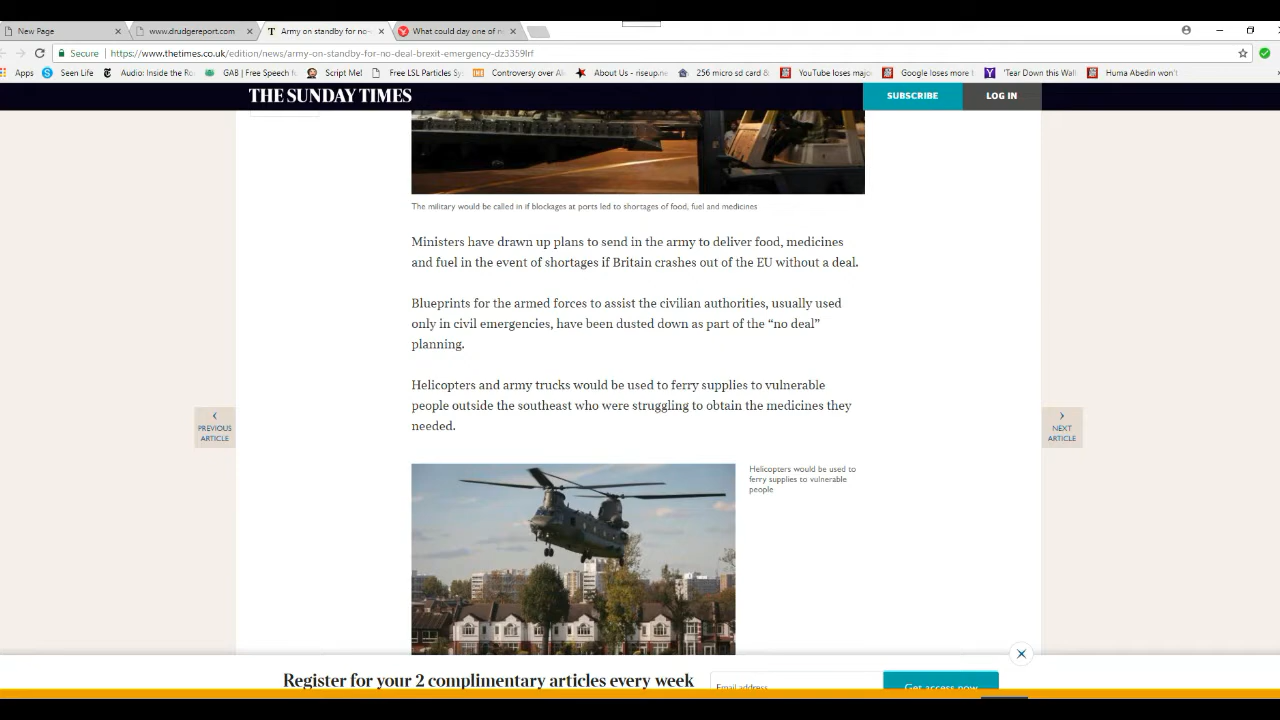 New Page
www.drudgereport.com
Army on standby for no-
What could day one of n
Secure
https://www.thetimes.co.uk/edition/news/army-on-standby-for-no-deal-brexit-emergency-dz3359lrf
Apps
Seen Life
Audio: Inside the Ro
GAB | Free Speech fo
Script Me!
Free LSL Particles Sy
Controversy over Al
About Us - riseup.ne
256 micro sd card &
YouTube loses majo
Google loses more t
'Tear Down this Wall
Huma Abedin won't
THE SUNDAY TIMES
SUBSCRIBE
LOG IN
The military would be called in if blockages at ports led to shortages of food, fuel and medicines
Ministers have drawn up plans to send in the army to deliver food, medicines
and fuel in the event of shortages if Britain crashes out of the EU without a deal.
Blueprints for the armed forces to assist the civilian authorities, usually used
only in civil emergencies, have been dusted down as part of the “no deal”
planning.
Helicopters and army trucks would be used to ferry supplies to vulnerable
people outside the southeast who were struggling to obtain the medicines they
needed.
PREVIOUS
ARTICLE
NEXT
ARTICLE
Helicopters would be used to
ferry supplies to vulnerable
people
Register for your 2 complimentary articles every week
Email address
Get access now